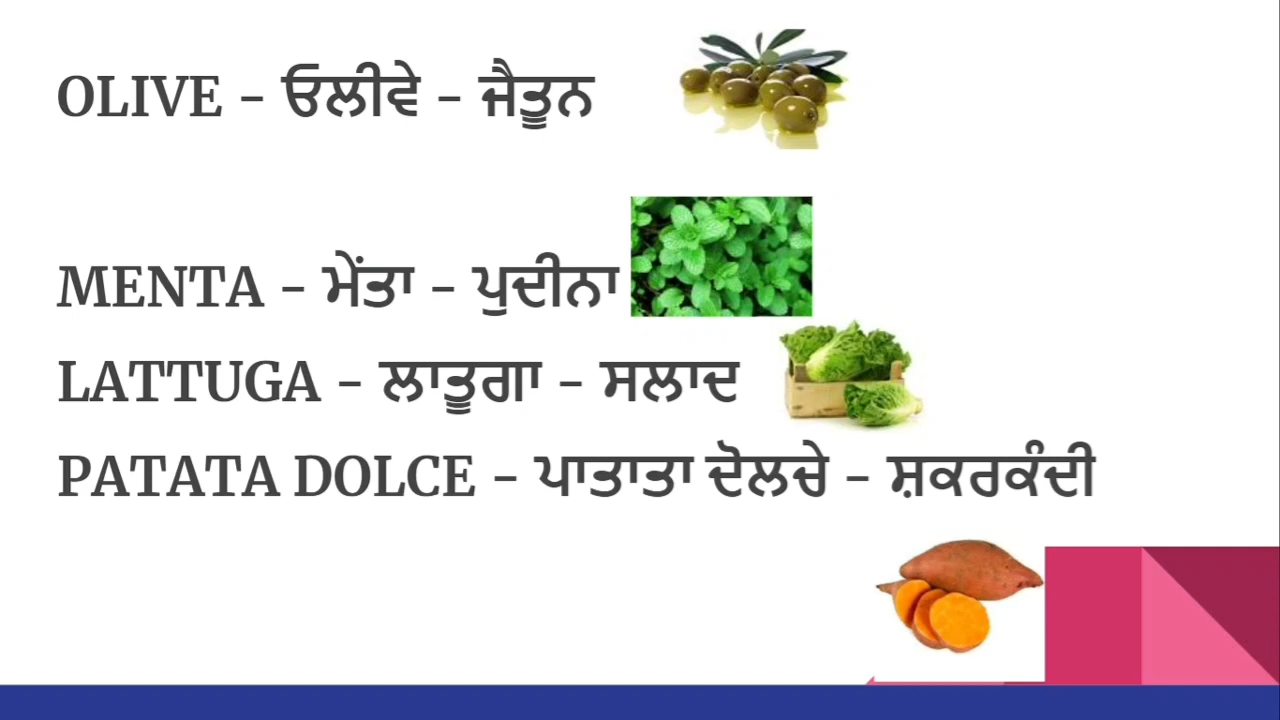 OLIVE - ਓਲੀਵੇ - ਜੈਤੂਨ
MENTA - ਮੇਂਤਾ - ਪੁਦੀਨਾ
LATTUGA - ਲਾਤੂਗਾ - ਸਲਾਦ
PATATA DOLCE - ਪਾਤਾਤਾ ਦੋਲਚੇ - ਸ਼ਕਰਕੰਦੀ